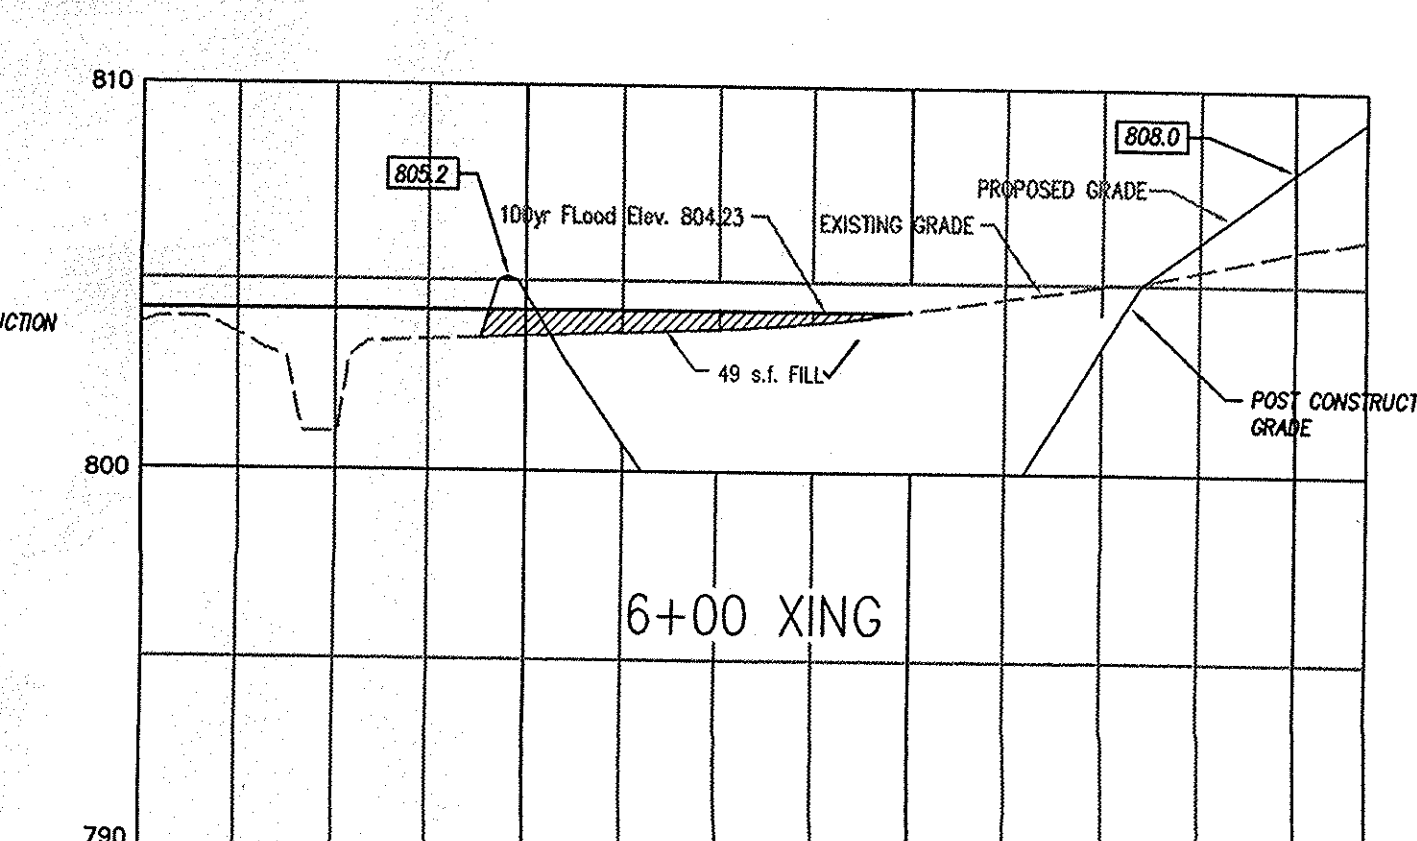 810
808.0
805.2
PROPOSED GRADE
100yr FLood Elev. 804.23
EXISTING GRADE
UCTION
49 s.f. FILL
POST CONSTRUCT
GRADE
800
6+00 XING
790